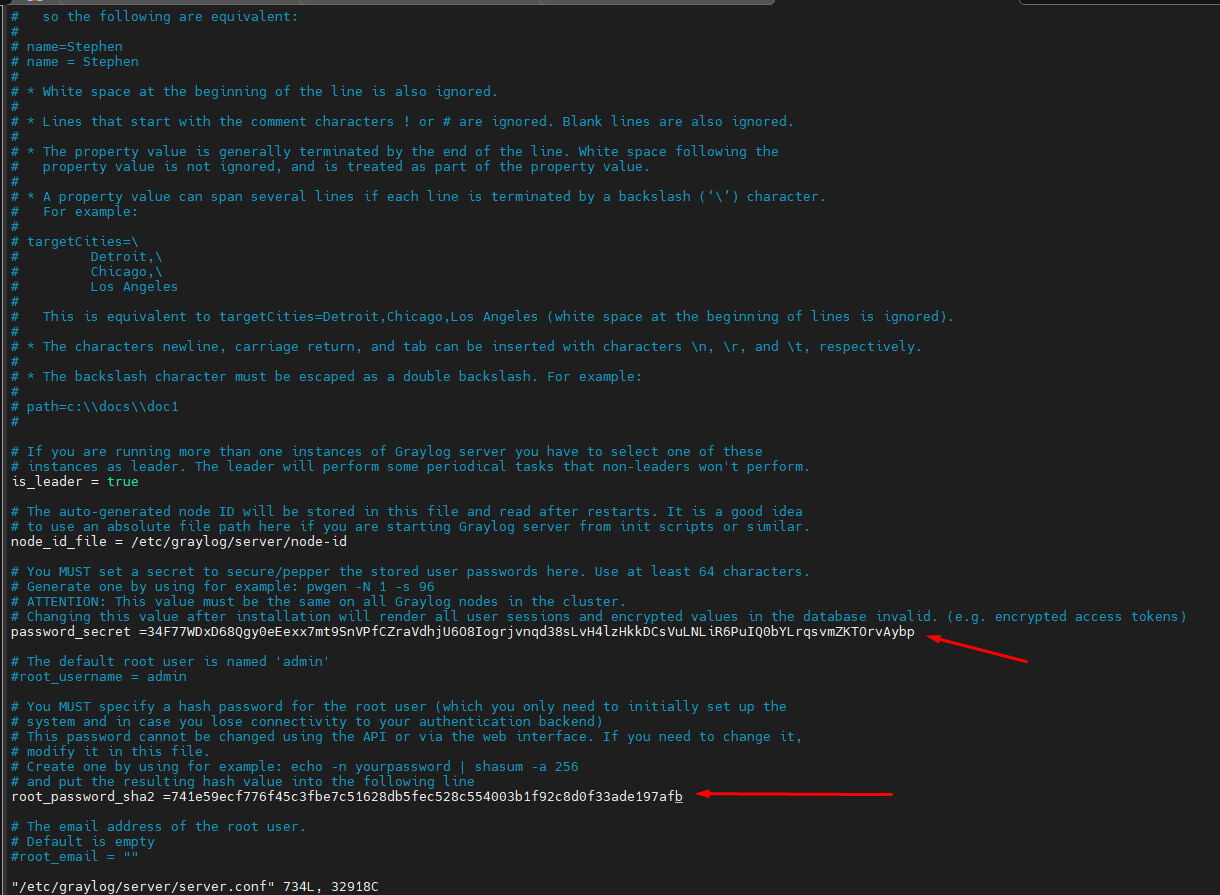 #   so the following are equivalent:
#
# name=Stephen
# name = Stephen
#
# * White space at the beginning of the line is also ignored.
#
# * Lines that start with the comment characters ! or # are ignored. Blank lines are also ignored.
#
# * The property value is generally terminated by the end of the line. White space following the
#   property value is not ignored, and is treated as part of the property value.
#
# * A property value can span several lines if each line is terminated by a backslash (‘\’) character.
#   For example:
#
# targetCities=\
#         Detroit,\
#         Chicago,\
#         Los Angeles
#
#   This is equivalent to targetCities=Detroit,Chicago,Los Angeles (white space at the beginning of lines is ignored).
#
# * The characters newline, carriage return, and tab can be inserted with characters \n, \r, and \t, respectively.
#
# * The backslash character must be escaped as a double backslash. For example:
#
# path=c:\\docs\\doc1
#
# If you are running more than one instances of Graylog server you have to select one of these
# instances as leader. The leader will perform some periodical tasks that non-leaders won't perform.
is_leader = true
# The auto-generated node ID will be stored in this file and read after restarts. It is a good idea
# to use an absolute file path here if you are starting Graylog server from init scripts or similar.
node_id_file = /etc/graylog/server/node-id
# You MUST set a secret to secure/pepper the stored user passwords here. Use at least 64 characters.
# Generate one by using for example: pwgen -N 1 -s 96
# ATTENTION: This value must be the same on all Graylog nodes in the cluster.
# Changing this value after installation will render all user sessions and encrypted values in the database invalid. (e.g. encrypted access tokens)
password_secret =34F77WDxD68Qgy0eEexx7mt9SnVPfCZraVdhjU6O8Iogrjvnqd38sLvH4lzHkkDCsVuLNLiR6PuIQ0bYLrqsvmZKTOrvAybp
# The default root user is named 'admin'
#root_username = admin
# You MUST specify a hash password for the root user (which you only need to initially set up the
# system and in case you lose connectivity to your authentication backend)
# This password cannot be changed using the API or via the web interface. If you need to change it,
# modify it in this file.
# Create one by using for example: echo -n yourpassword | shasum -a 256
# and put the resulting hash value into the following line
root_password_sha2 =741e59ecf776f45c3fbe7c51628db5fec528c554003b1f92c8d0f33ade197afb
# The email address of the root user.
# Default is empty
#root_email = ""
"/etc/graylog/server/server.conf" 734L, 32918C